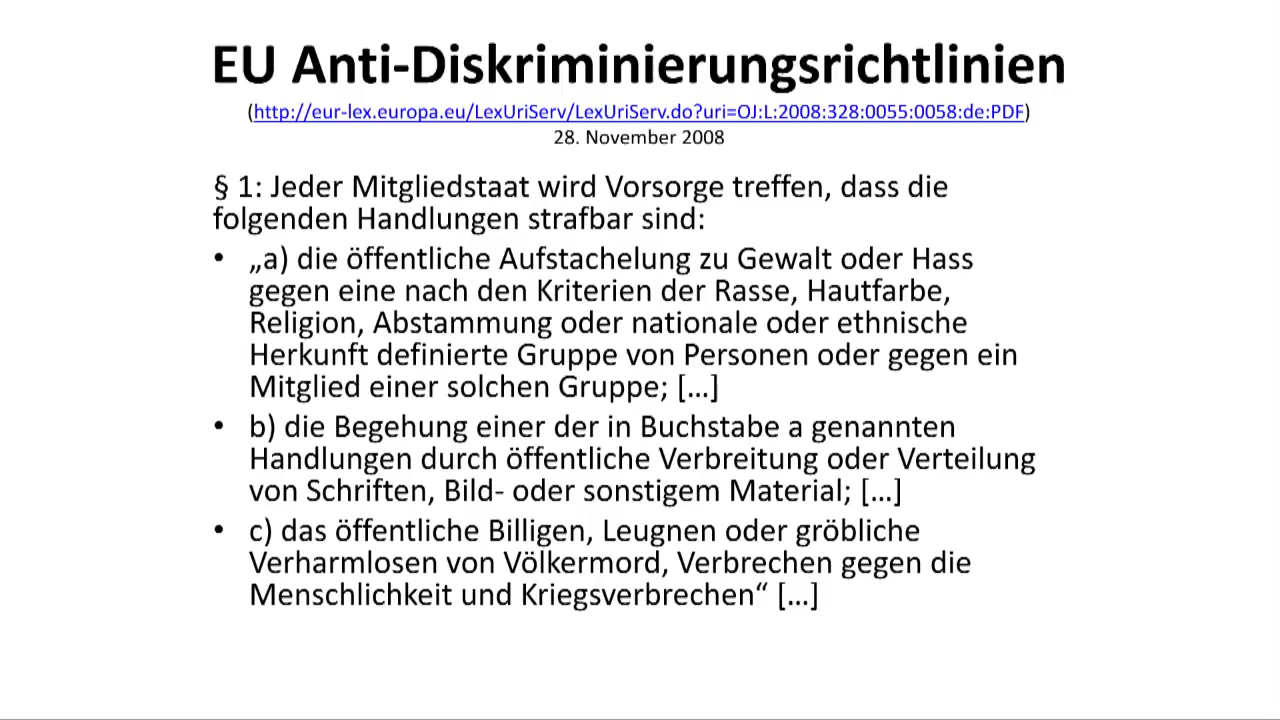 EU Anti-Diskriminierungsrichtlinien
(http://eur-lex.europa.eu/LexUriServ/LexUriServ.do?uri=OJ:L:2008:328:0055:0058:de:PDF)
28. November 2008
§ 1: Jeder Mitgliedstaat wird Vorsorge treffen, dass die
folgenden Handlungen strafbar sind:
• „a) die öffentliche Aufstachelung zu Gewalt oder Hass
gegen eine nach den Kriterien der Rasse, Hautfarbe,
Religion, Abstammung oder nationale oder ethnische
Herkunft definierte Gruppe von Personen oder gegen ein
Mitglied einer solchen Gruppe; […]
• b) die Begehung einer der in Buchstabe a genannten
Handlungen durch öffentliche Verbreitung oder Verteilung
von Schriften, Bild- oder sonstigem Material; […]
• c) das öffentliche Billigen, Leugnen oder gröbliche
Verharmlosen von Völkermord, Verbrechen gegen die
Menschlichkeit und Kriegsverbrechen“ […]